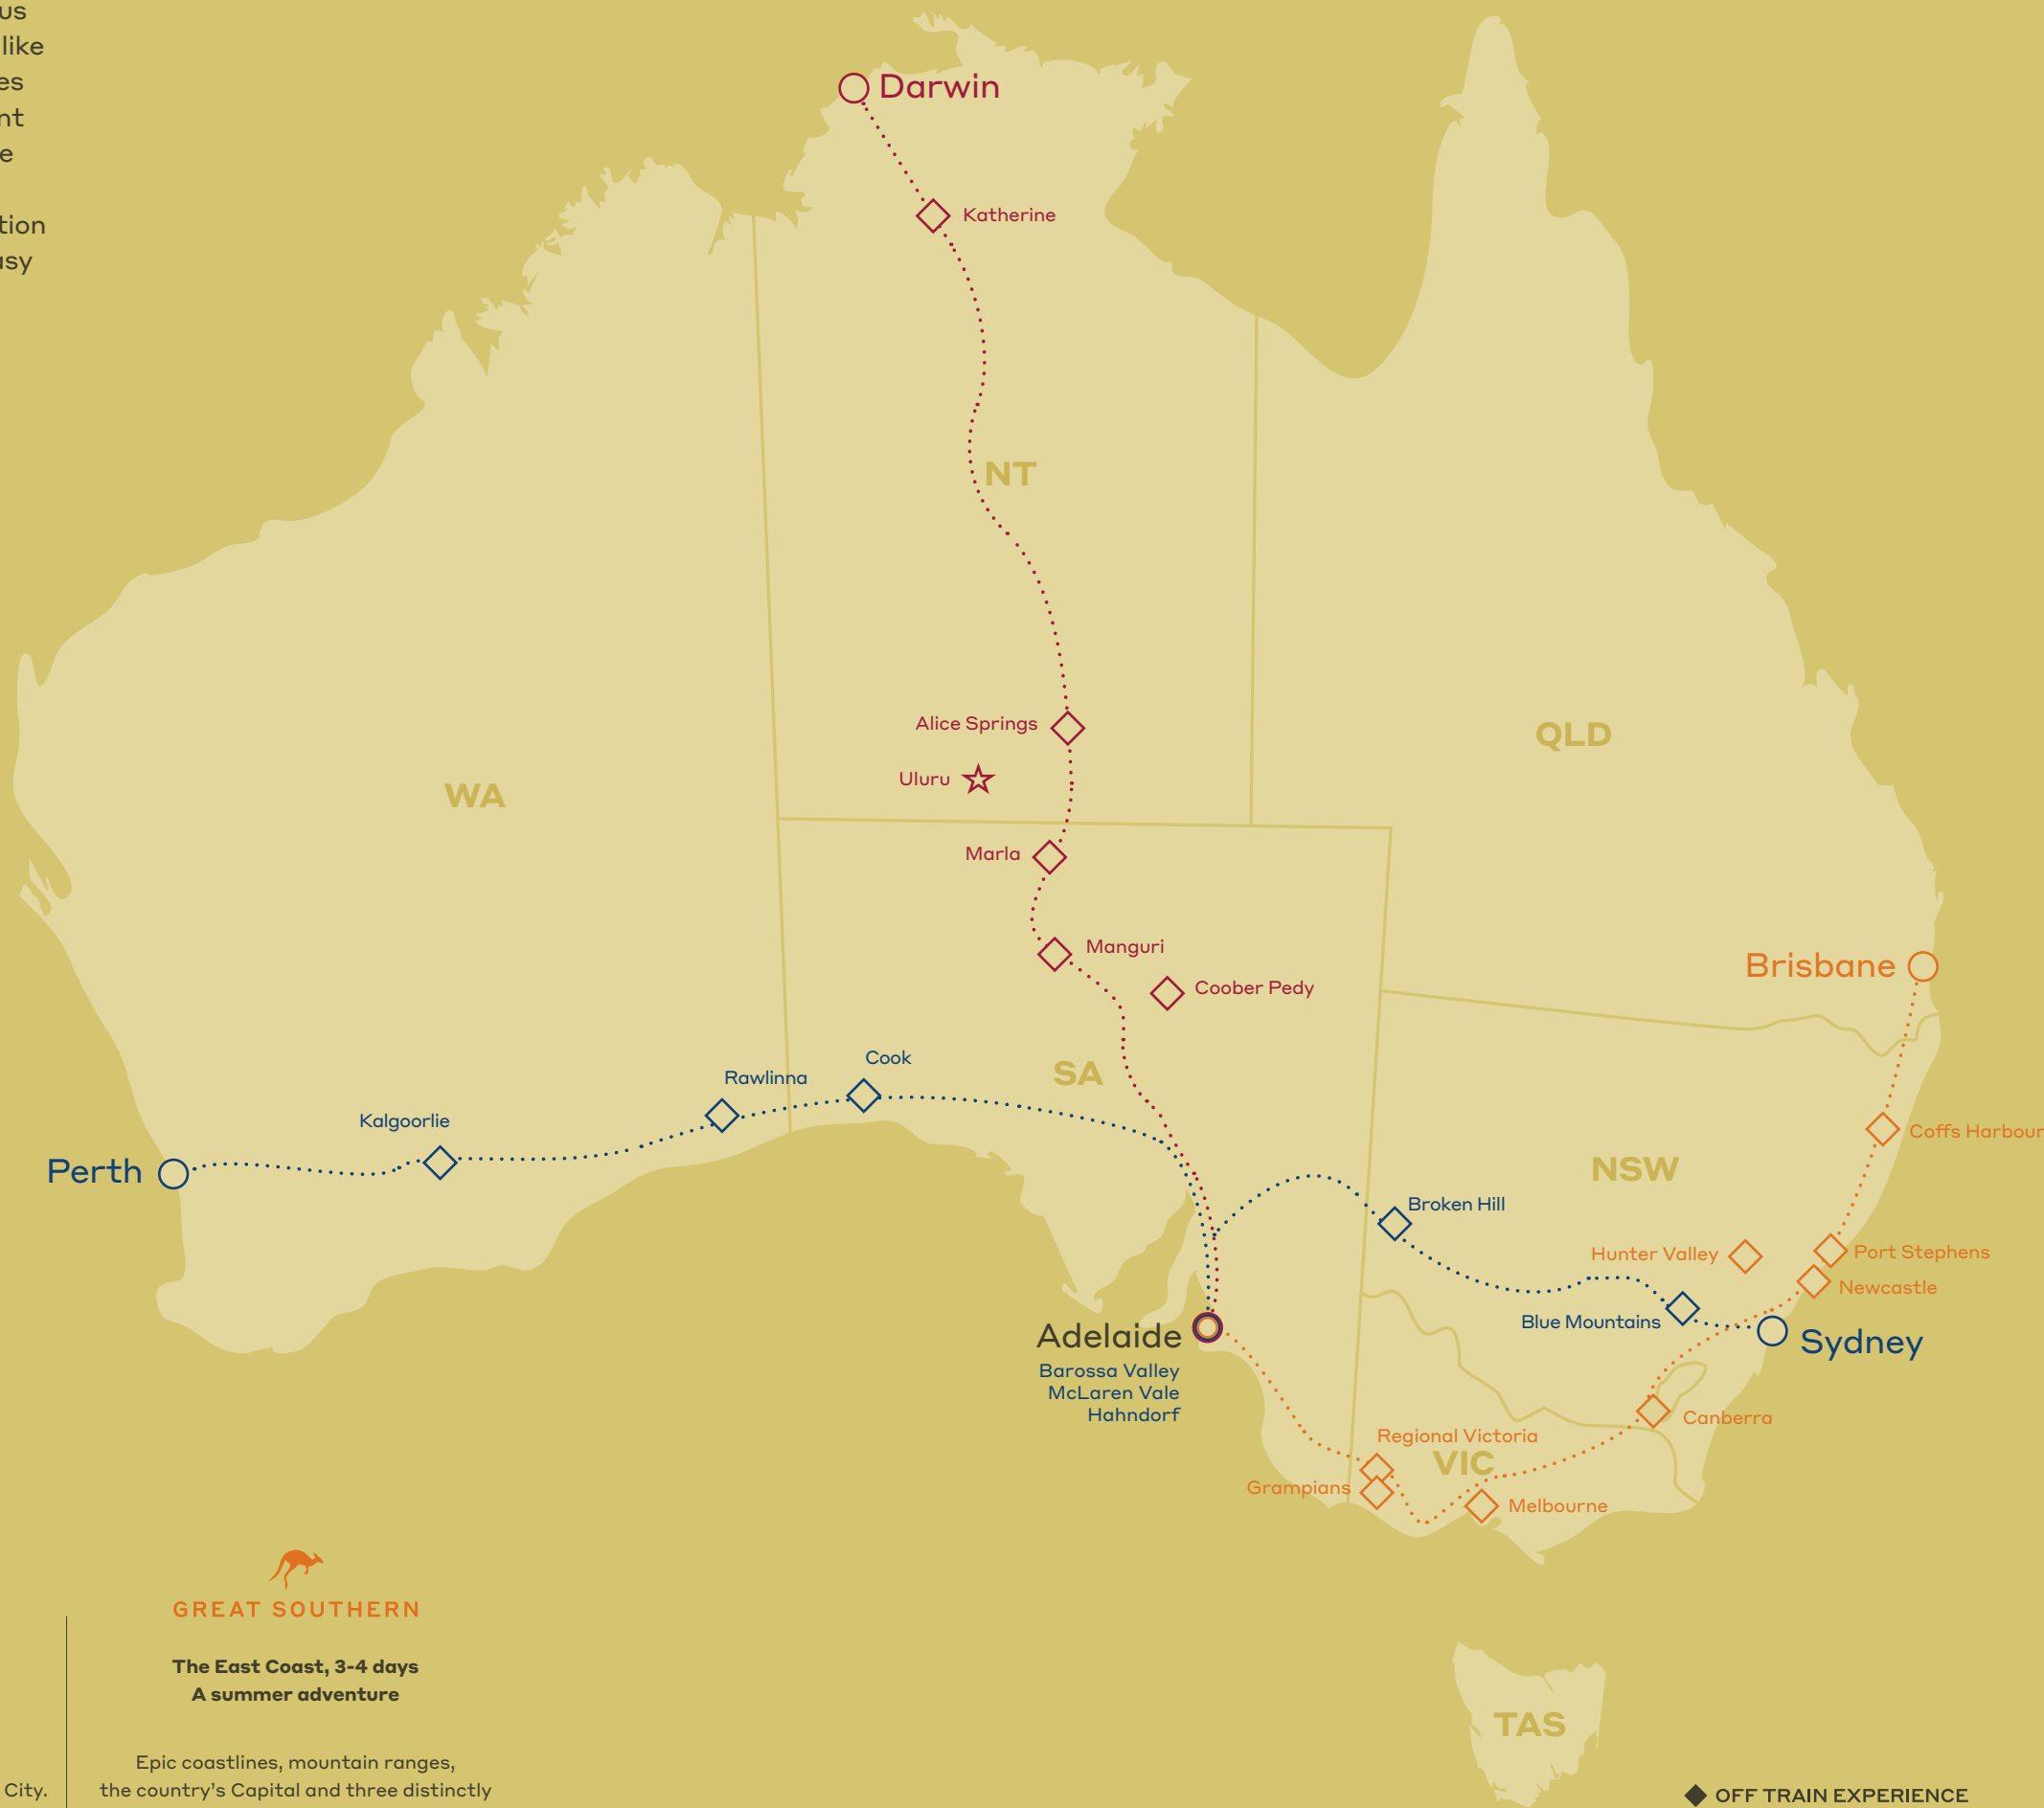 us
like
es
nt
e
tion
asy
Darwin
Katherine
NT
Alice Springs
Uluru
QLD
WA
Marla
Manguri
Coober Pedy
Brisbane
SA
Cook
Rawlinna
Kalgoorlie
Perth
Coffs Harbour
NSW
Broken Hill
Hunter Valley
Port Stephens
Newcastle
Blue Mountains
Sydney
Adelaide
Barossa Valley
McLaren Vale
Hahndorf
Canberra
Regional Victoria
VIC
Grampians
Melbourne
GREAT SOUTHERN
The East Coast, 3-4 days
A summer adventure
Epic coastlines, mountain ranges,
the country's Capital and three distinctly
City.
TAS
OFF TRAIN EXPERIENCE